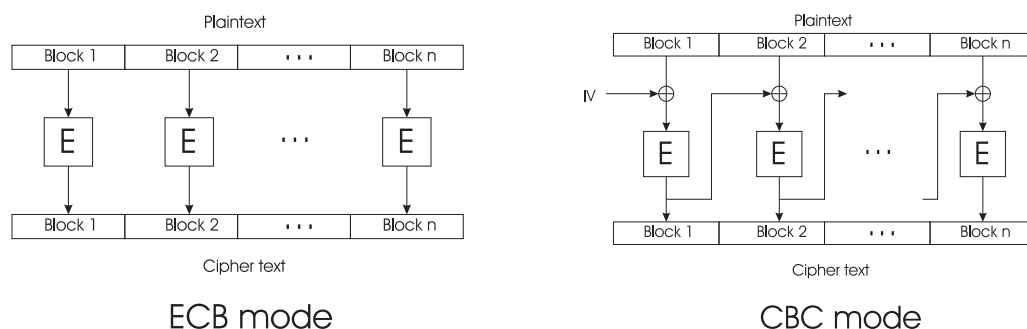 Plaintext
Block 1 Block 2 ... Block n
E E ... E
Block 1 Block 2 ... Block n
Cipher text
ECB mode
Plaintext
Block 1 Block 2 ... Block n
IV
E E ... E
Block 1 Block 2 ... Block n
Cipher text
CBC mode